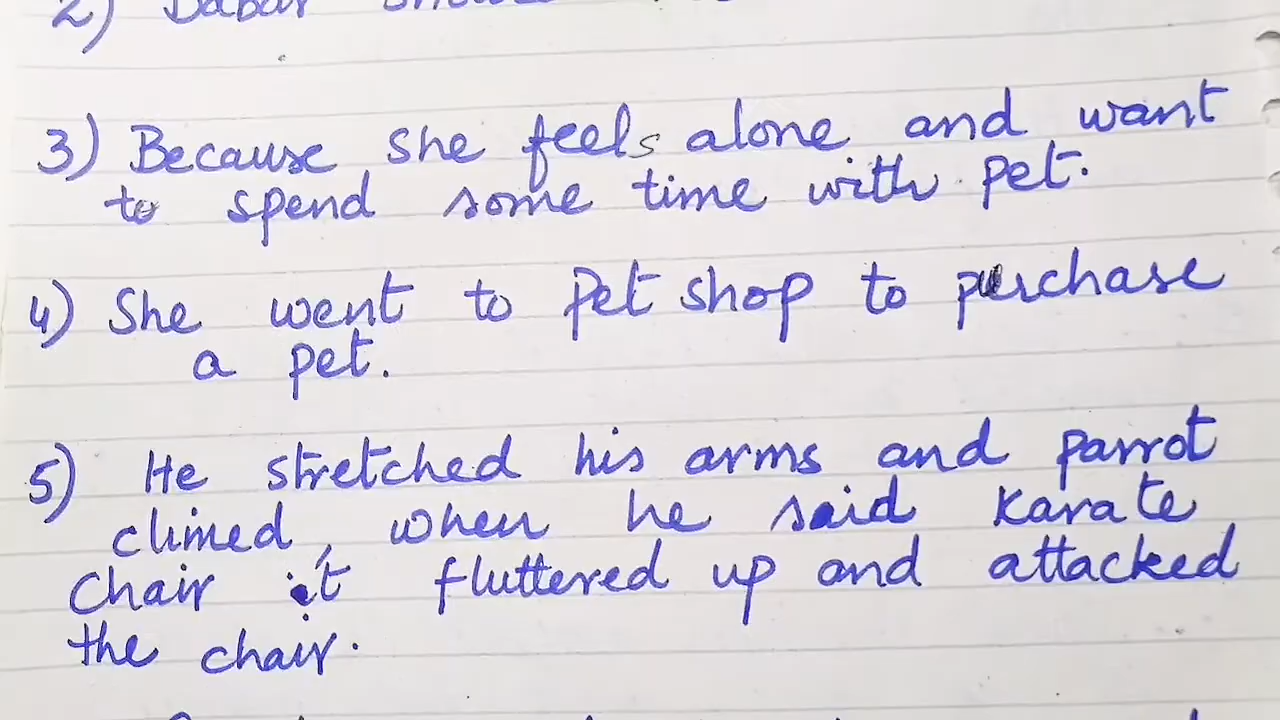 2) Babar
3) Because she feels alone and want
to spend some time with pet.
4) She went to Pet shop to purchase
a pet.
5) He stretched his arms and parrot
climed, when he said Karate
Chair it fluttered up and attacked
the chair.